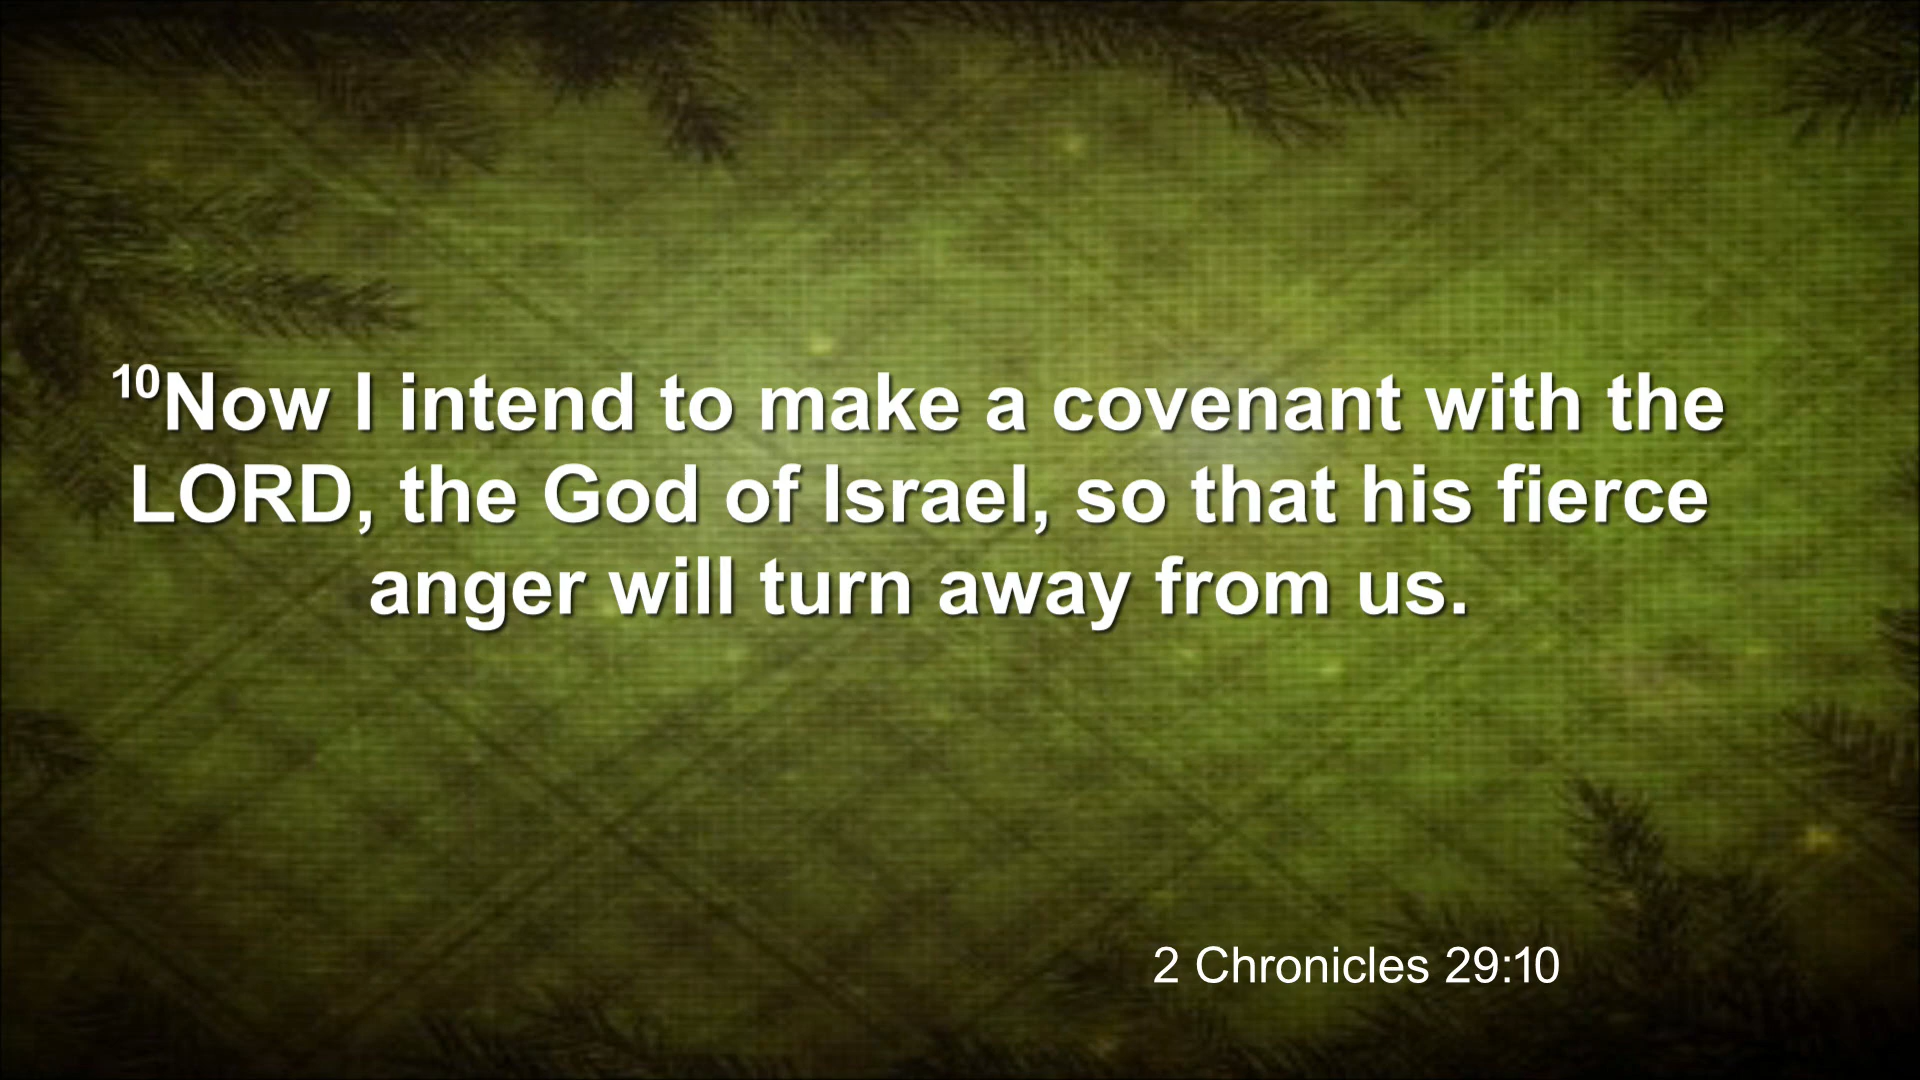 10Now I intend to make a covenant with the
LORD, the God of Israel, so that his fierce
anger will turn away from us.
2 Chronicles 29:10